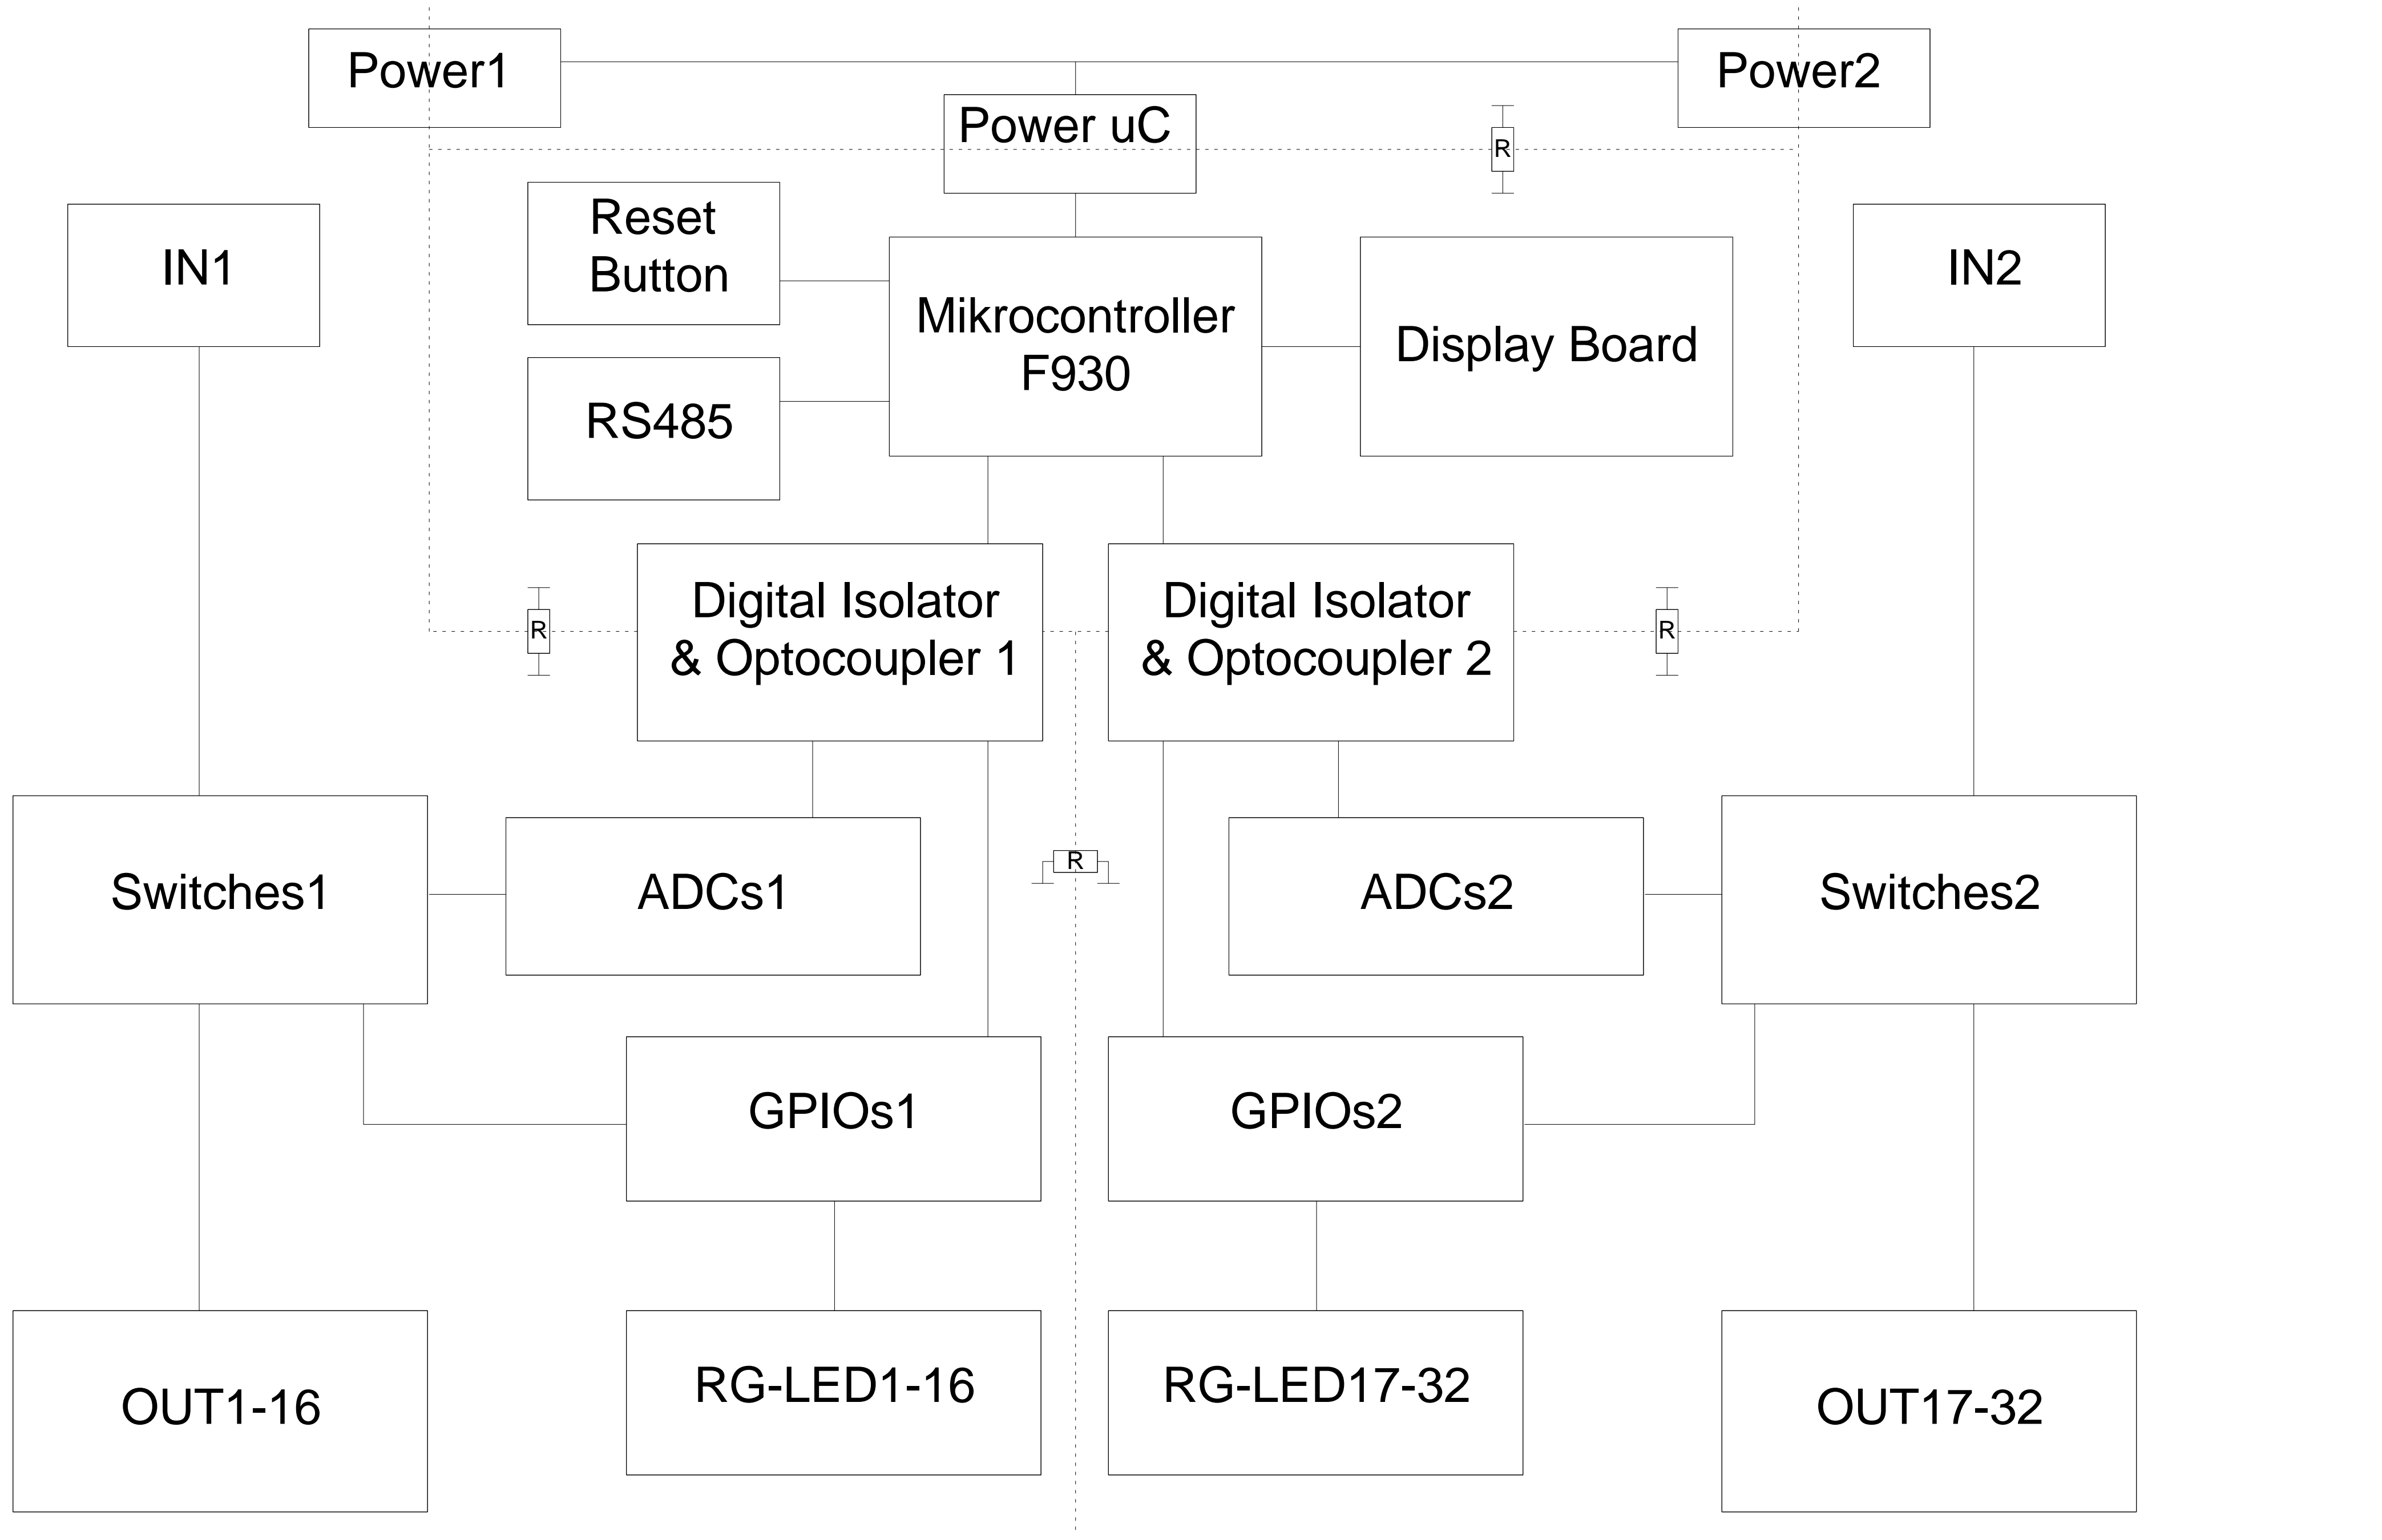 Power1
Power2
Power uC
R
Reset
Button
IN1
IN2
Mikrocontroller
F930
Display Board
RS485
Digital Isolator
& Optocoupler 1
Digital Isolator
& Optocoupler 2
R
R
R
Switches1
ADCs1
ADCs2
Switches2
GPIOs1
GPIOs2
OUT1-16
RG-LED1-16
RG-LED17-32
OUT17-32